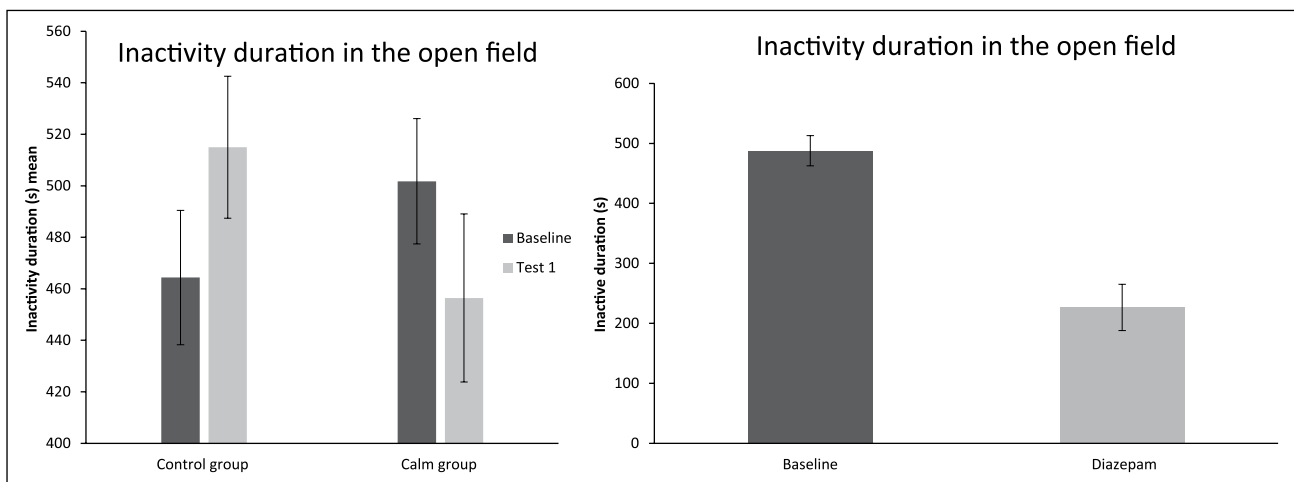 Inactivity duration in the open field
Inactivity duration (s) mean
560
540
520
500
480
460
440
420
400
Control group
Calm group
Baseline
Test 1
Inactivity duration in the open field
Inactive duration (s)
600
500
400
300
200
100
0
Baseline
Diazepam